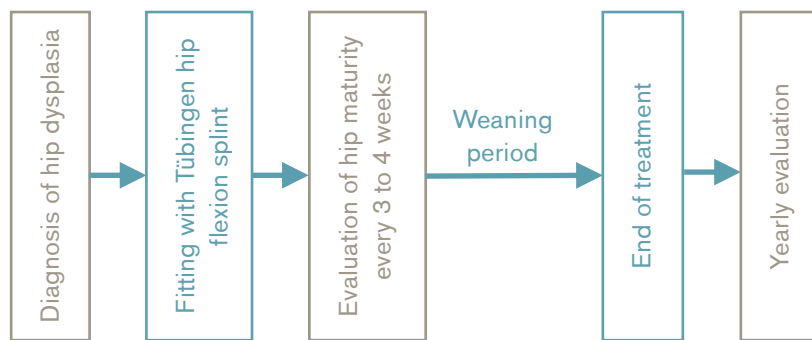 Diagnosis of hip dysplasia
Fitting with Tübingen hip
flexion splint
Evaluation of hip maturity
every 3 to 4 weeks
Weaning
period
End of treatment
Yearly evaluation